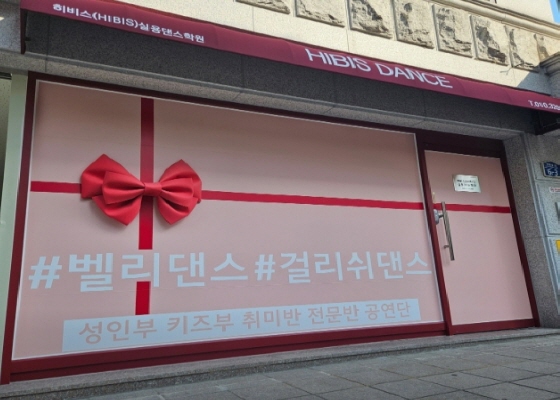 히비스(HIBIS)실용댄스학원
HIBIS DANCE
#벨리댄스#걸리쉬댄스
성인부 키즈부 취미반 전문반 공연단